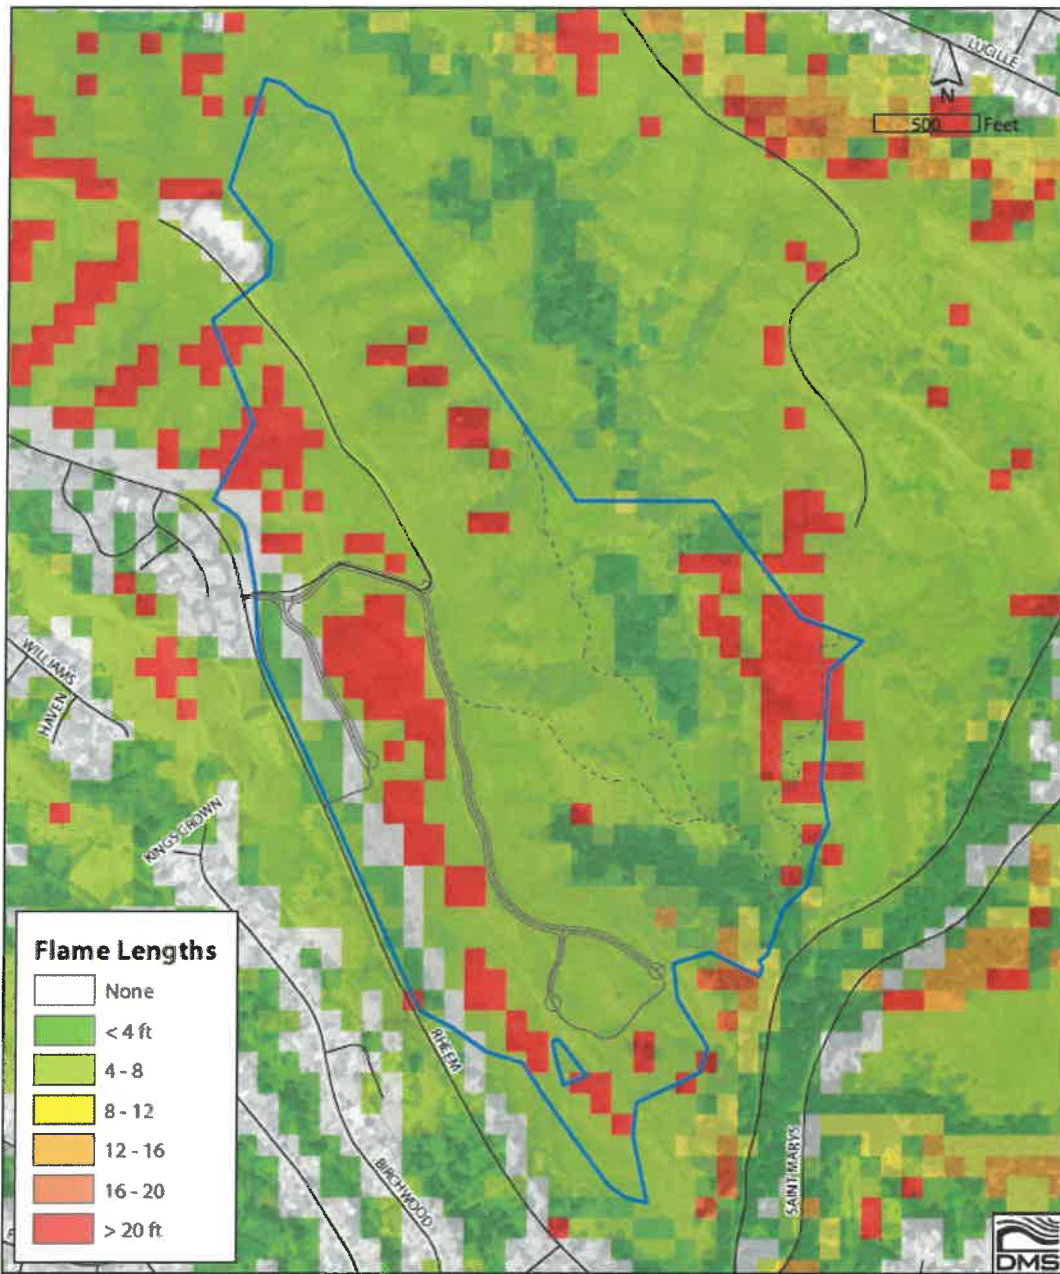 LUCILLE
N
500 Feet
WILLIAMS
HAVEN
KINGS CROWN
Flame Lengths
None
< 4 ft
4 - 8
8 - 12
12 - 16
16 - 20
> 20 ft
RHEEM
BIRCHWOOD
SAINT MARYS
DMS